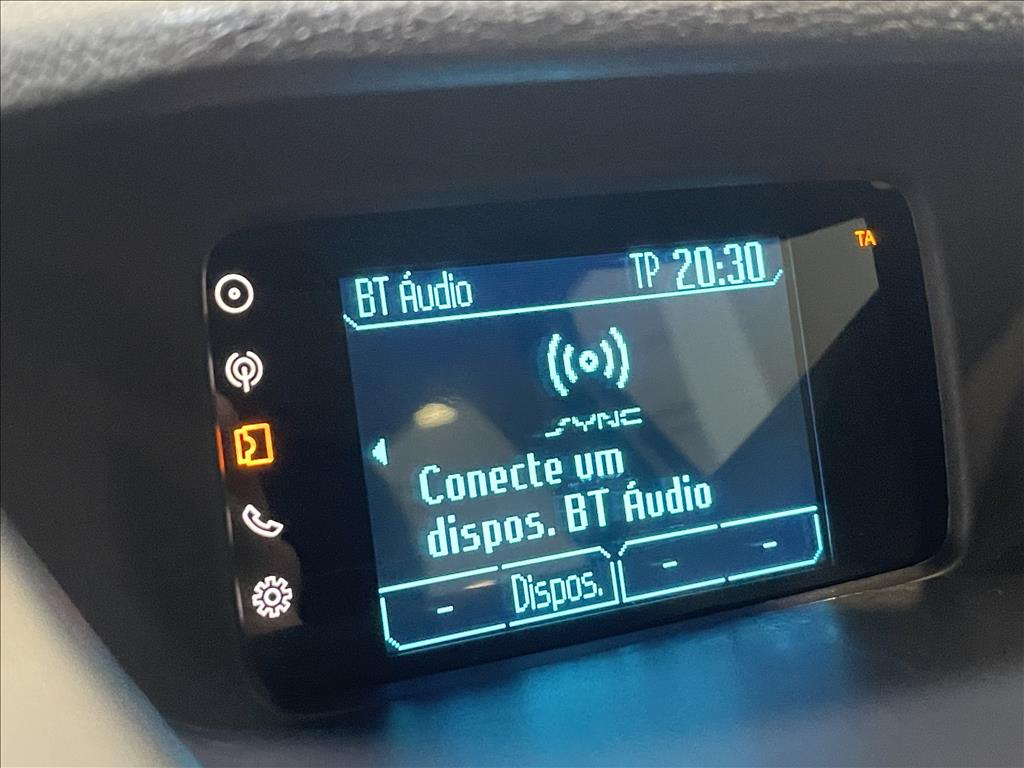 TA
BT Áudio TP 20:30
SYNC
Conecte um
dispos. BT Áudio
- Dispos. - -